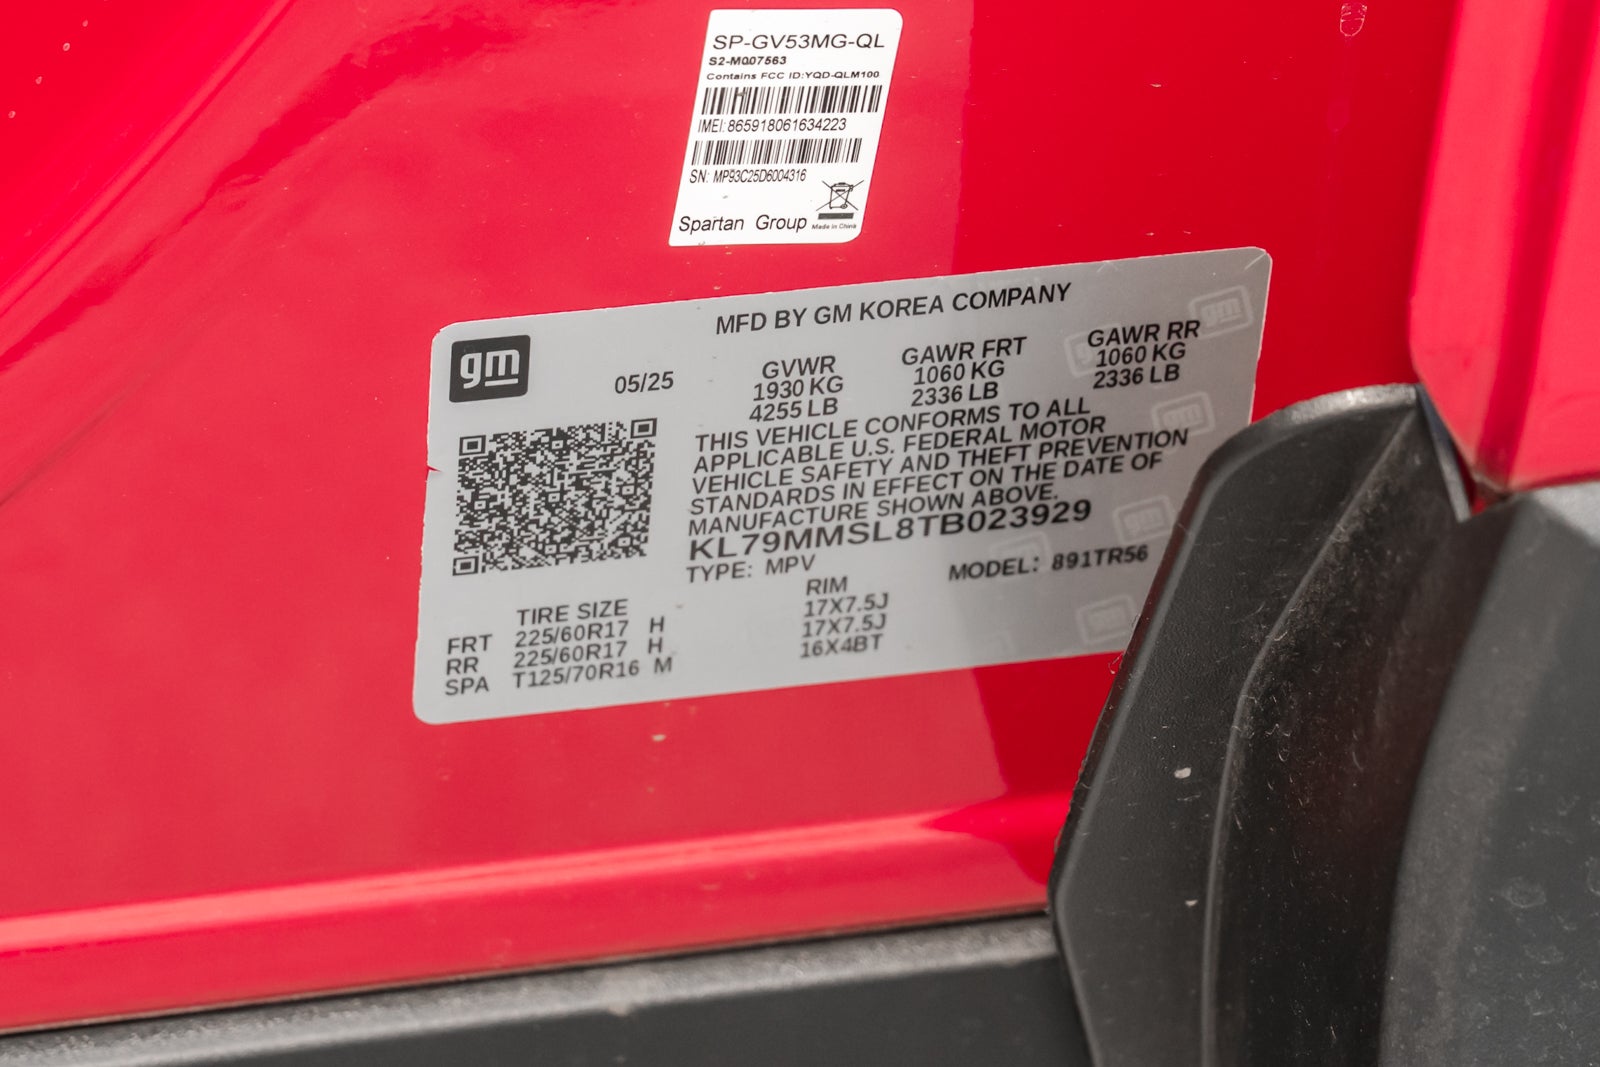 SP-GV53MG-QL
S2-M007563
Contains FCC ID:YQD-QLM100
IMEI:865918061634223
SN: MP93C25D6004316
Spartan Group
Made in China
MFD BY GM KOREA COMPANY
gm
05/25
GVWR GAWR FRT GAWR RR
1930 KG 1060 KG 1060 KG
4255 LB 2336 LB 2336 LB
THIS VEHICLE CONFORMS TO ALL
APPLICABLE U.S. FEDERAL MOTOR
VEHICLE SAFETY AND THEFT PREVENTION
STANDARDS IN EFFECT ON THE DATE OF
MANUFACTURE SHOWN ABOVE.
KL79MMSL8TB023929
TYPE: MPV MODEL: 891TR56
TIRE SIZE RIM
FRT 225/60R17 H 17X7.5J
RR 225/60R17 H 17X7.5J
SPA T125/70R16 M 16X4BT